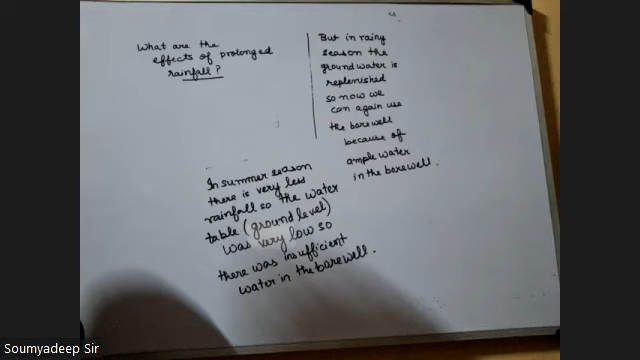 What are the
effects of prolonged
rainfall?
In summer season
there is very less
rainfall so the water
table (ground level)
was very low so
there was insufficient
water in the borewell.
But in rainy
season the
groundwater is
replenished
so now we
can again use
the borewell
because of
ample water
in the borewell.
Soumyadeep Sir